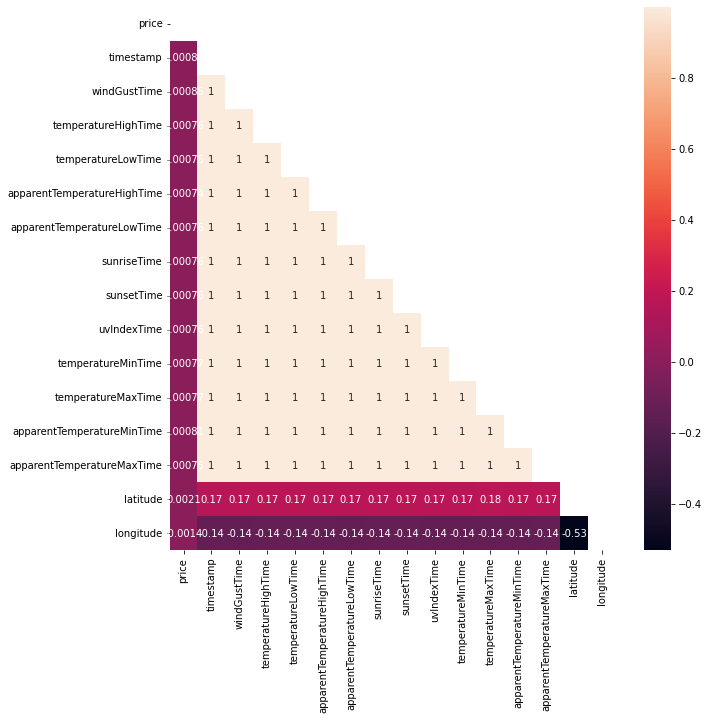 price
timestamp
windGustTime 1
temperatureHighTime 1 1
temperatureLowTime 1 1 1
apparentTemperatureHighTime 1 1 1 1
apparentTemperatureLowTime 1 1 1 1 1
sunriseTime 1 1 1 1 1 1
sunsetTime 1 1 1 1 1 1 1
uvIndexTime 1 1 1 1 1 1 1 1
temperatureMinTime 1 1 1 1 1 1 1 1 1
temperatureMaxTime 1 1 1 1 1 1 1 1 1 1
apparentTemperatureMinTime 1 1 1 1 1 1 1 1 1 1 1
apparentTemperatureMaxTime 1 1 1 1 1 1 1 1 1 1 1 1
latitude 0.0021 0.17 0.17 0.17 0.17 0.17 0.17 0.17 0.17 0.17 0.17 0.18 0.17 0.17
longitude -0.0014 -0.14 -0.14 -0.14 -0.14 -0.14 -0.14 -0.14 -0.14 -0.14 -0.14 -0.14 -0.14 -0.14 -0.53
price
timestamp
windGustTime
temperatureHighTime
temperatureLowTime
apparentTemperatureHighTime
apparentTemperatureLowTime
sunriseTime
sunsetTime
uvIndexTime
temperatureMinTime
temperatureMaxTime
apparentTemperatureMinTime
apparentTemperatureMaxTime
latitude
longitude
0.8
0.6
0.4
0.2
0.0
−0.2
−0.4